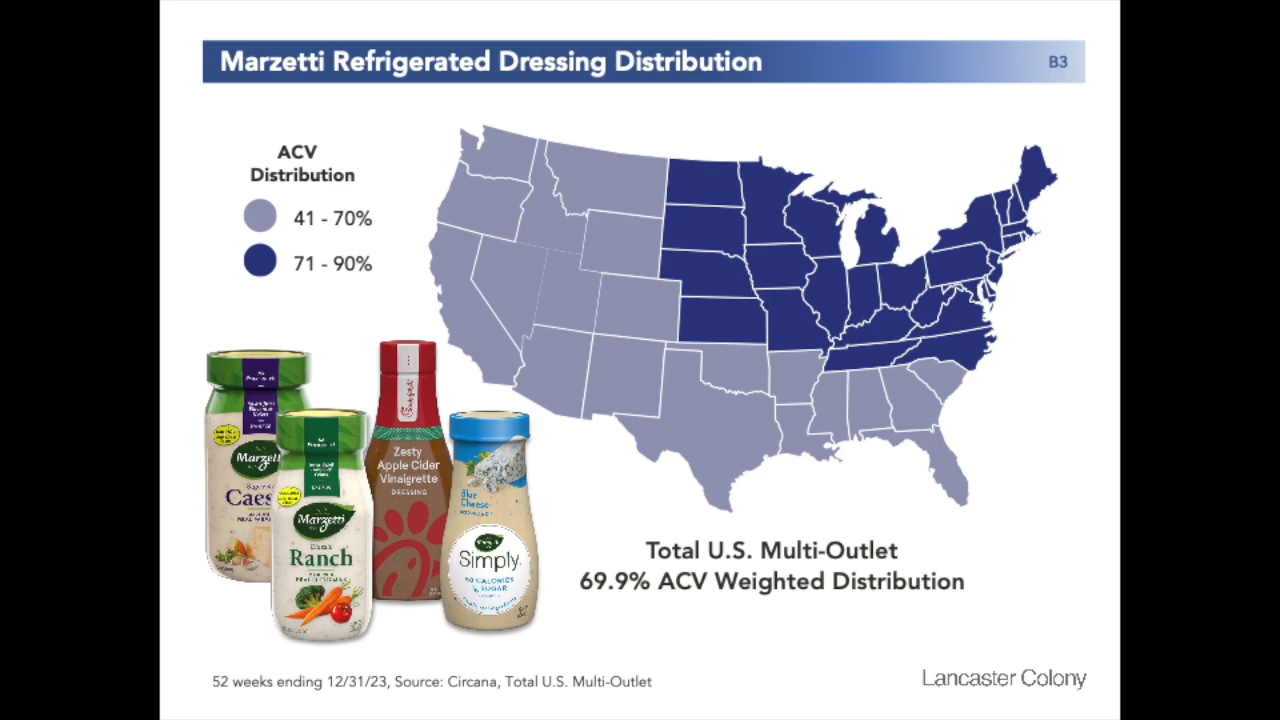 Marzetti Refrigerated Dressing Distribution
B3
ACV
Distribution
41 - 70%
71 - 90%
Marzetti
Caes
Marzetti
Ranch
Zesty
Apple Cider
Vinaigrette
DRESSING
Blue
Cheese
Simply
Total U.S. Multi-Outlet
69.9% ACV Weighted Distribution
52 weeks ending 12/31/23, Source: Circana, Total U.S. Multi-Outlet
Lancaster Colony